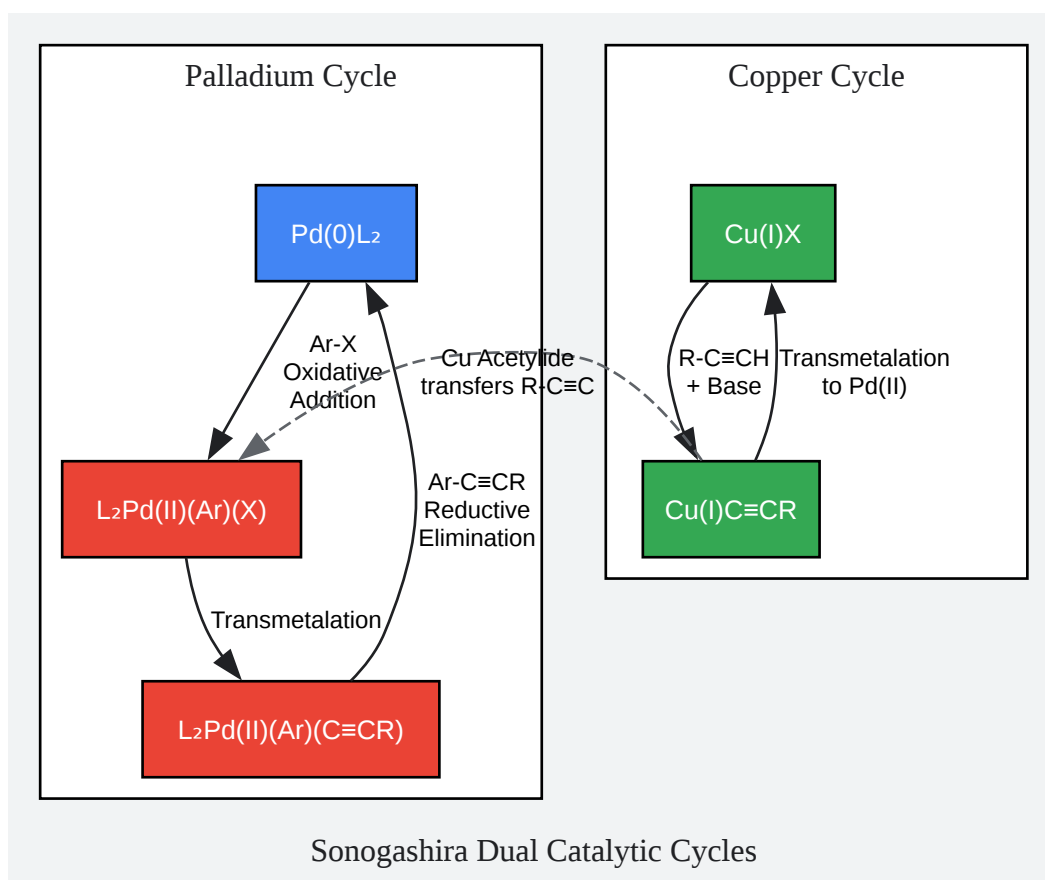 Palladium Cycle
Pd(0)L₂
Ar-X
Oxidative
Addition
L₂Pd(II)(Ar)(X)
Ar-C≡CR
Reductive
Elimination
Transmetalation
L₂Pd(II)(Ar)(C≡CR)
Cu Acetylide
transfers R-C≡C
Copper Cycle
Cu(I)X
R-C≡CH
+ Base
Transmetalation
to Pd(II)
Cu(I)C≡CR
Sonogashira Dual Catalytic Cycles